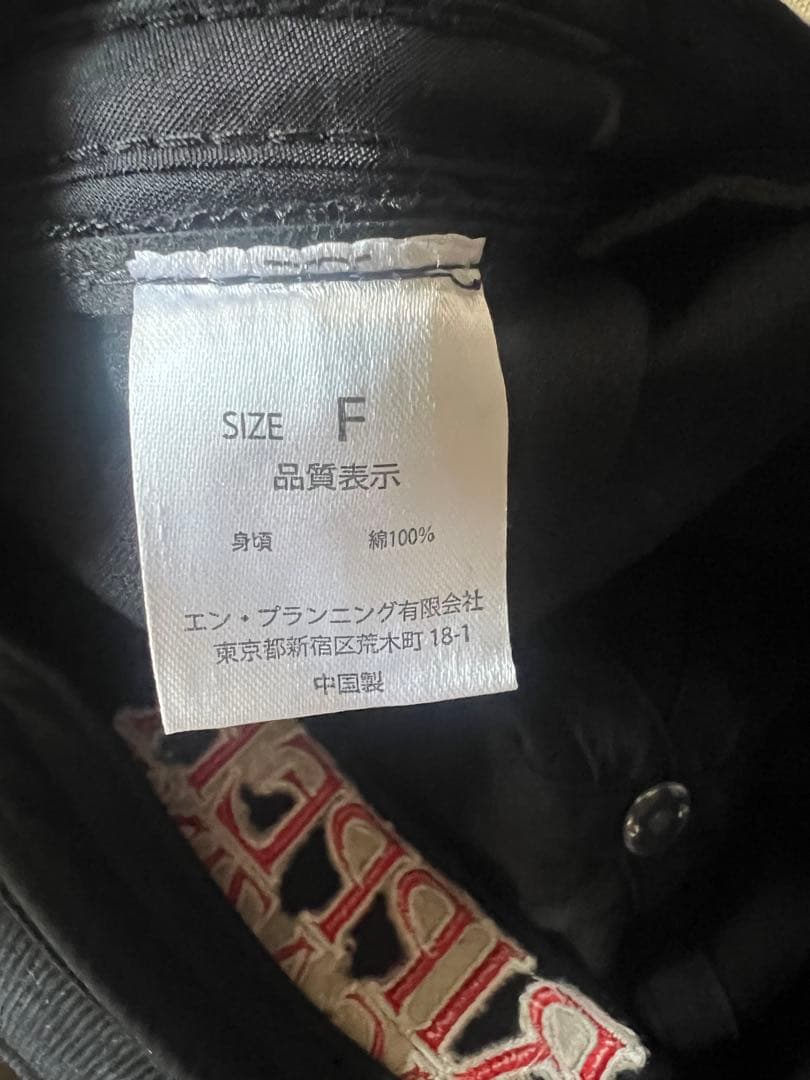 SIZE F
品質表示
身頃 綿100%
エン・プランニング有限会社
東京都新宿区荒木町 18-1
中国製